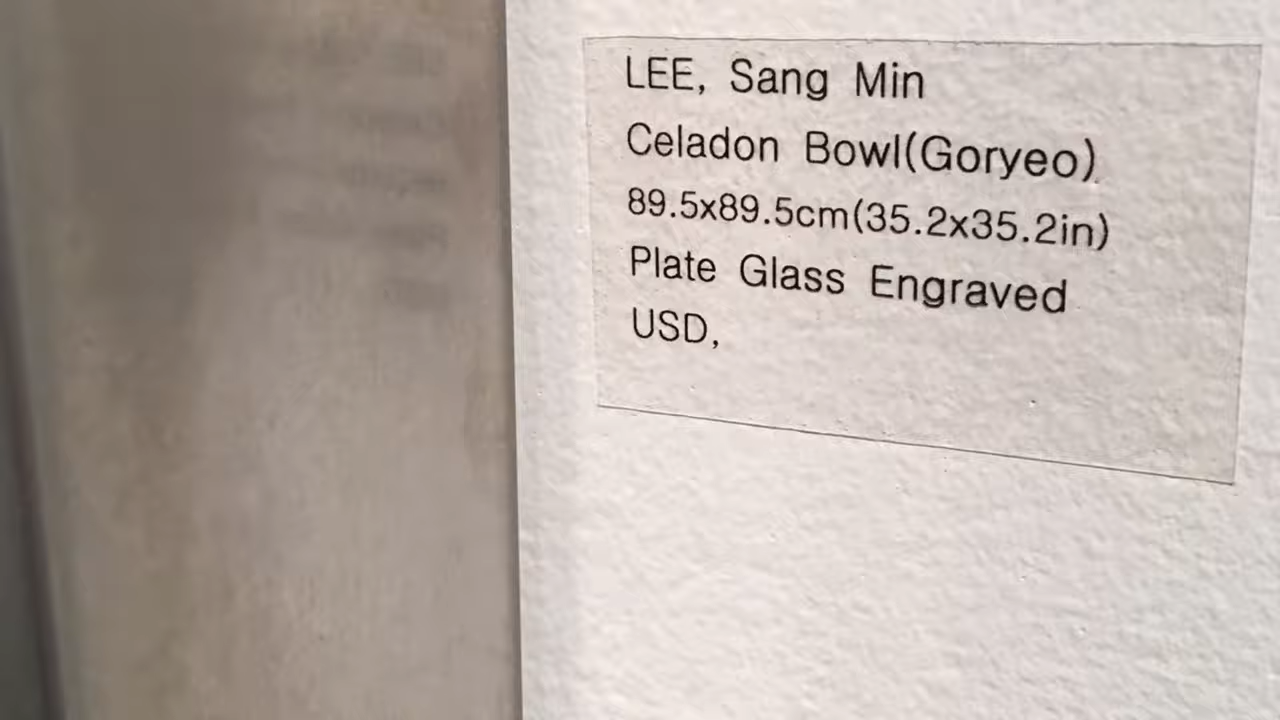 LEE, Sang Min
Celadon Bowl(Goryeo)
89.5x89.5cm(35.2x35.2in)
Plate Glass Engraved
USD,